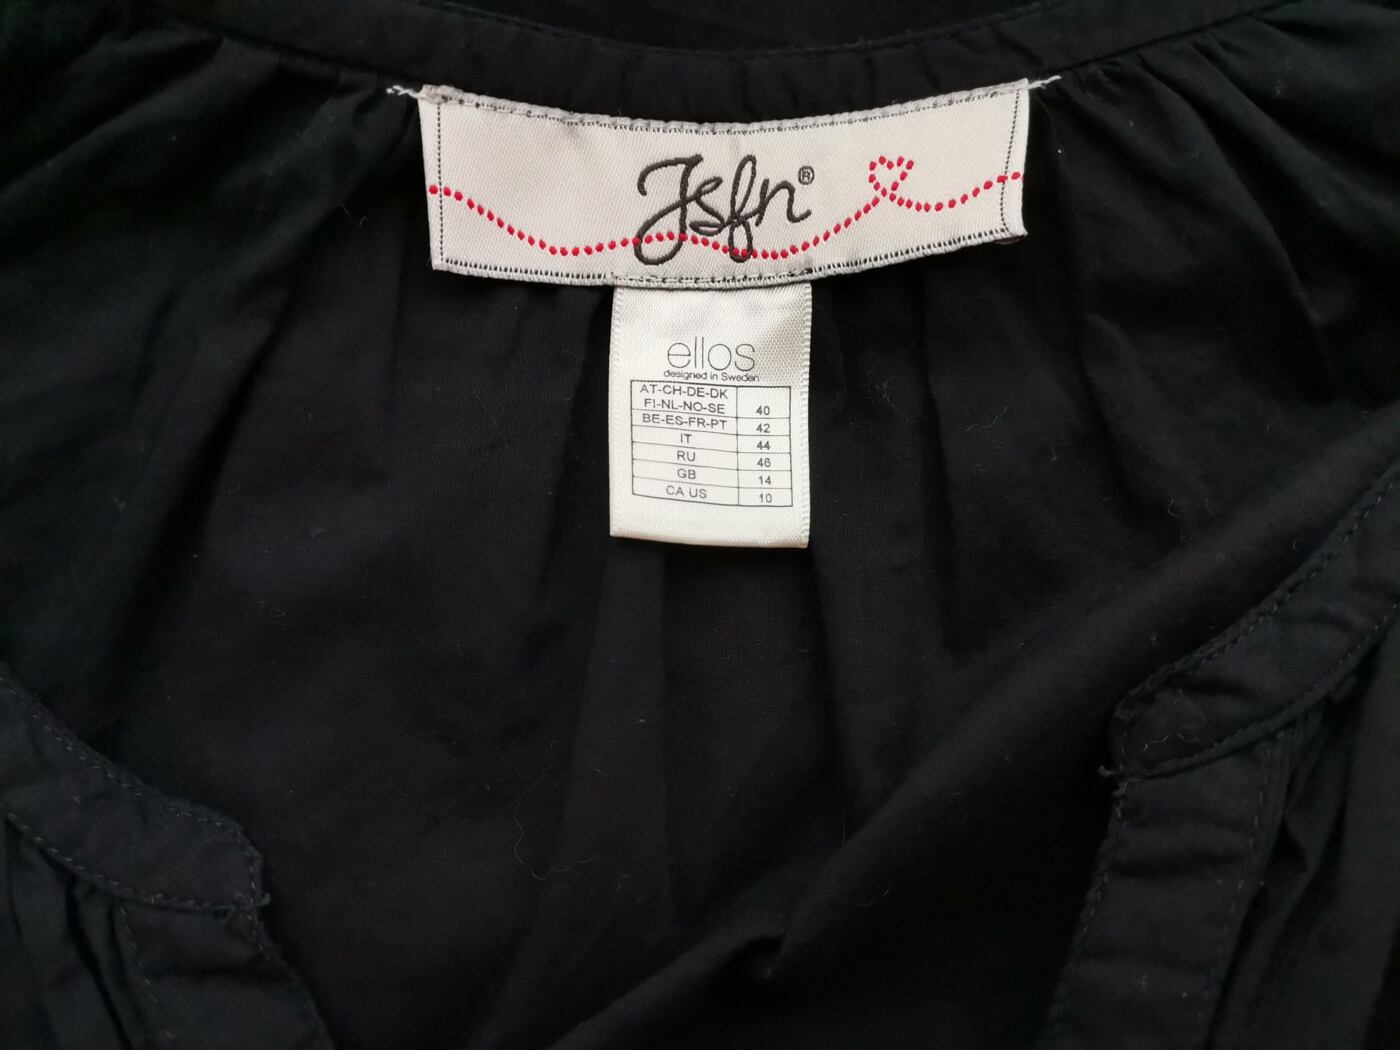 Jsfn®
ellos
designed in Sweden
AT-CH-DE-DK
FI-NL-NO-SE 40
BE-ES-FR-PT 42
IT 44
RU 46
GB 14
CA US 10